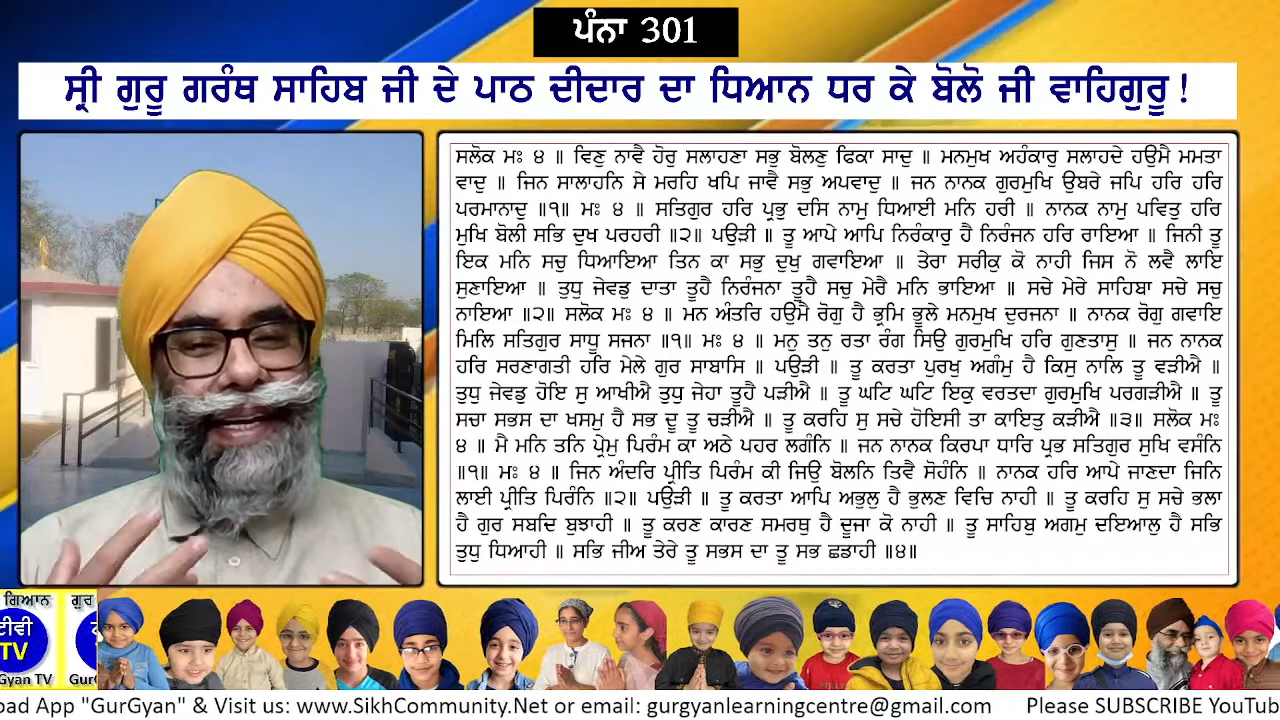 ਪੰਨਾ 301
ਸ੍ਰੀ ਗੁਰੂ ਗਰੰਥ ਸਾਹਿਬ ਜੀ ਦੇ ਪਾਠ ਦੀਦਾਰ ਦਾ ਧਿਆਨ ਧਰ ਕੇ ਬੋਲੋ ਜੀ ਵਾਹਿਗੁਰੂ !
ਸਲੋਕ ਮਃ ੪ ॥ ਵਿਣੁ ਨਾਵੈ ਹੋਰੁ ਸਲਾਹਣਾ ਸਭੁ ਬੋਲਣੁ ਫਿਕਾ ਸਾਦੁ ॥ ਮਨਮੁਖ ਅਹੰਕਾਰੁ ਸਲਾਹਦੇ ਹਉਮੈ ਮਮਤਾ
ਵਾਦੁ ॥ ਜਿਨ ਸਾਲਾਹਨਿ ਸੇ ਮਰਹਿ ਖਪਿ ਜਾਵੈ ਸਭੁ ਅਪਵਾਦੁ ॥ ਜਨ ਨਾਨਕ ਗੁਰਮੁਖਿ ਉਬਰੇ ਜਪਿ ਹਰਿ ਹਰਿ
ਪਰਮਾਨਾਦੁ ॥੧॥ ਮਃ ੪ ॥ ਸਤਿਗੁਰ ਹਰਿ ਪ੍ਰਭੁ ਦਸਿ ਨਾਮੁ ਧਿਆਈ ਮਨਿ ਹਰੀ ॥ ਨਾਨਕ ਨਾਮੁ ਪਵਿਤੁ ਹਰਿ
ਮੁਖਿ ਬੋਲੀ ਸਭਿ ਦੁਖ ਪਰਹਰੀ ॥੨॥ ਪਉੜੀ ॥ ਤੂ ਆਪੇ ਆਪਿ ਨਿਰੰਕਾਰੁ ਹੈ ਨਿਰੰਜਨ ਹਰਿ ਰਾਇਆ ॥ ਜਿਨੀ ਤੂ
ਇਕ ਮਨਿ ਸਚੁ ਧਿਆਇਆ ਤਿਨ ਕਾ ਸਭੁ ਦੁਖੁ ਗਵਾਇਆ ॥ ਤੇਰਾ ਸਰੀਕੁ ਕੋ ਨਾਹੀ ਜਿਸ ਨੋ ਲਵੈ ਲਾਇ
ਸੁਣਾਇਆ ॥ ਤੁਧੁ ਜੇਵਡੁ ਦਾਤਾ ਤੂਹੈ ਨਿਰੰਜਨਾ ਤੂਹੈ ਸਚੁ ਮੇਰੈ ਮਨਿ ਭਾਇਆ ॥ ਸਚੇ ਮੇਰੇ ਸਾਹਿਬਾ ਸਚੇ ਸਚੁ
ਨਾਇਆ ॥੨॥ ਸਲੋਕ ਮਃ ੪ ॥ ਮਨ ਅੰਤਰਿ ਹਉਮੈ ਰੋਗੁ ਹੈ ਭ੍ਰਮਿ ਭੂਲੇ ਮਨਮੁਖ ਦੁਰਜਨਾ ॥ ਨਾਨਕ ਰੋਗੁ ਗਵਾਇ
ਮਿਲਿ ਸਤਿਗੁਰ ਸਾਧੂ ਸਜਨਾ ॥੧॥ ਮਃ ੪ ॥ ਮਨੁ ਤਨੁ ਰਤਾ ਰੰਗ ਸਿਉ ਗੁਰਮੁਖਿ ਹਰਿ ਗੁਣਤਾਸੁ ॥ ਜਨ ਨਾਨਕ
ਹਰਿ ਸਰਣਾਗਤੀ ਹਰਿ ਮੇਲੇ ਗੁਰ ਸਾਬਾਸਿ ॥ ਪਉੜੀ ॥ ਤੂ ਕਰਤਾ ਪੁਰਖੁ ਅਗੰਮੁ ਹੈ ਕਿਸੁ ਨਾਲਿ ਤੂ ਵੜੀਐ ॥
ਤੁਧੁ ਜੇਵਡੁ ਹੋਇ ਸੁ ਆਖੀਐ ਤੁਧੁ ਜੇਹਾ ਤੂਹੈ ਪੜੀਐ ॥ ਤੂ ਘਟਿ ਘਟਿ ਇਕੁ ਵਰਤਦਾ ਗੁਰਮੁਖਿ ਪਰਗੜੀਐ ॥ ਤੂ
ਸਚਾ ਸਭਸ ਦਾ ਖਸਮੁ ਹੈ ਸਭ ਦੂ ਤੂ ਚੜੀਐ ॥ ਤੂ ਕਰਹਿ ਸੁ ਸਚੇ ਹੋਇਸੀ ਤਾ ਕਾਇਤੁ ਕੜੀਐ ॥੩॥ ਸਲੋਕ ਮਃ
੪ ॥ ਮੈ ਮਨਿ ਤਨਿ ਪ੍ਰੇਮੁ ਪਿਰੰਮ ਕਾ ਅਠੇ ਪਹਰ ਲਗੰਨਿ ॥ ਜਨ ਨਾਨਕ ਕਿਰਪਾ ਧਾਰਿ ਪ੍ਰਭ ਸਤਿਗੁਰ ਸੁਖਿ ਵਸੰਨਿ
॥੧॥ ਮਃ ੪ ॥ ਜਿਨ ਅੰਦਰਿ ਪ੍ਰੀਤਿ ਪਿਰੰਮ ਕੀ ਜਿਉ ਬੋਲਨਿ ਤਿਵੈ ਸੋਹੰਨਿ ॥ ਨਾਨਕ ਹਰਿ ਆਪੇ ਜਾਣਦਾ ਜਿਨਿ
ਲਾਈ ਪ੍ਰੀਤਿ ਪਿਰੰਨਿ ॥੨॥ ਪਉੜੀ ॥ ਤੂ ਕਰਤਾ ਆਪਿ ਅਭੁਲੁ ਹੈ ਭੁਲਣ ਵਿਚਿ ਨਾਹੀ ॥ ਤੂ ਕਰਹਿ ਸੁ ਸਚੇ ਭਲਾ
ਹੈ ਗੁਰ ਸਬਦਿ ਬੁਝਾਹੀ ॥ ਤੂ ਕਰਣ ਕਾਰਣ ਸਮਰਥੁ ਹੈ ਦੂਜਾ ਕੋ ਨਾਹੀ ॥ ਤੂ ਸਾਹਿਬੁ ਅਗਮੁ ਦਇਆਲੁ ਹੈ ਸਭਿ
ਤੁਧੁ ਧਿਆਹੀ ॥ ਸਭਿ ਜੀਅ ਤੇਰੇ ਤੂ ਸਭਸ ਦਾ ਤੂ ਸਭ ਛਡਾਹੀ ॥੪॥
ਗਿਆਨ ਗੁਰ
ਟੀਵੀ
TV
Gyan TV Gur
oad App "GurGyan" & Visit us: www.SikhCommunity.Net or email: gurgyanlearningcentre@gmail.com Please SUBSCRIBE YouTub